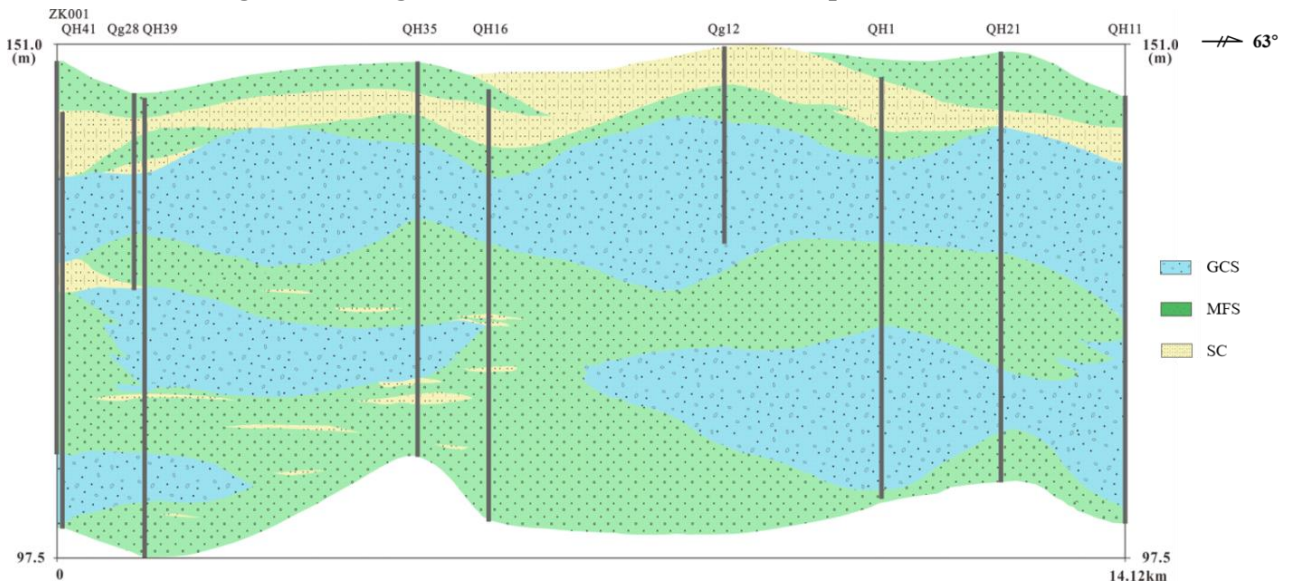 ZK001
QH41 Qg28 QH39 QH35 QH16 Qg12 QH1 QH21 QH11
151.0 151.0 63°
(m) (m)
GCS
MFS
SC
97.5 97.5
0 14.12km